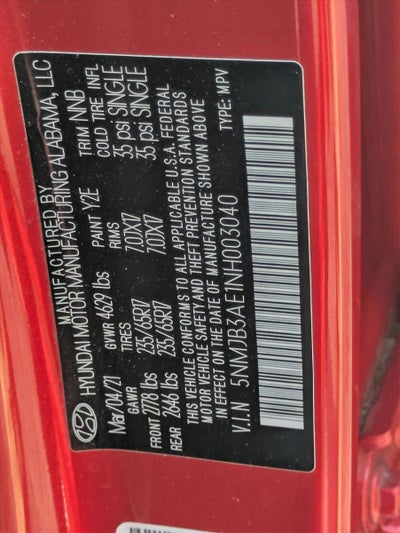 MANUFACTURED BY
HYUNDAI MOTOR MANUFACTURING ALABAMA, LLC
Mar/04/21 GVWR 4629 lbs PAINT Y2E TRIM NNB
GAWR TIRES RIMS COLD TIRE INFL
FRONT 2778 lbs 235/65R17 7.0JX17 35 psi SINGLE
REAR 2646 lbs 235/65R17 7.0JX17 35 psi SINGLE
THIS VEHICLE CONFORMS TO ALL APPLICABLE U.S.A. FEDERAL
MOTOR VEHICLE SAFETY AND THEFT PREVENTION STANDARDS
IN EFFECT ON THE DATE OF MANUFACTURE SHOWN ABOVE
V.I.N 5NMJB3AE1NH003040 TYPE: MPV